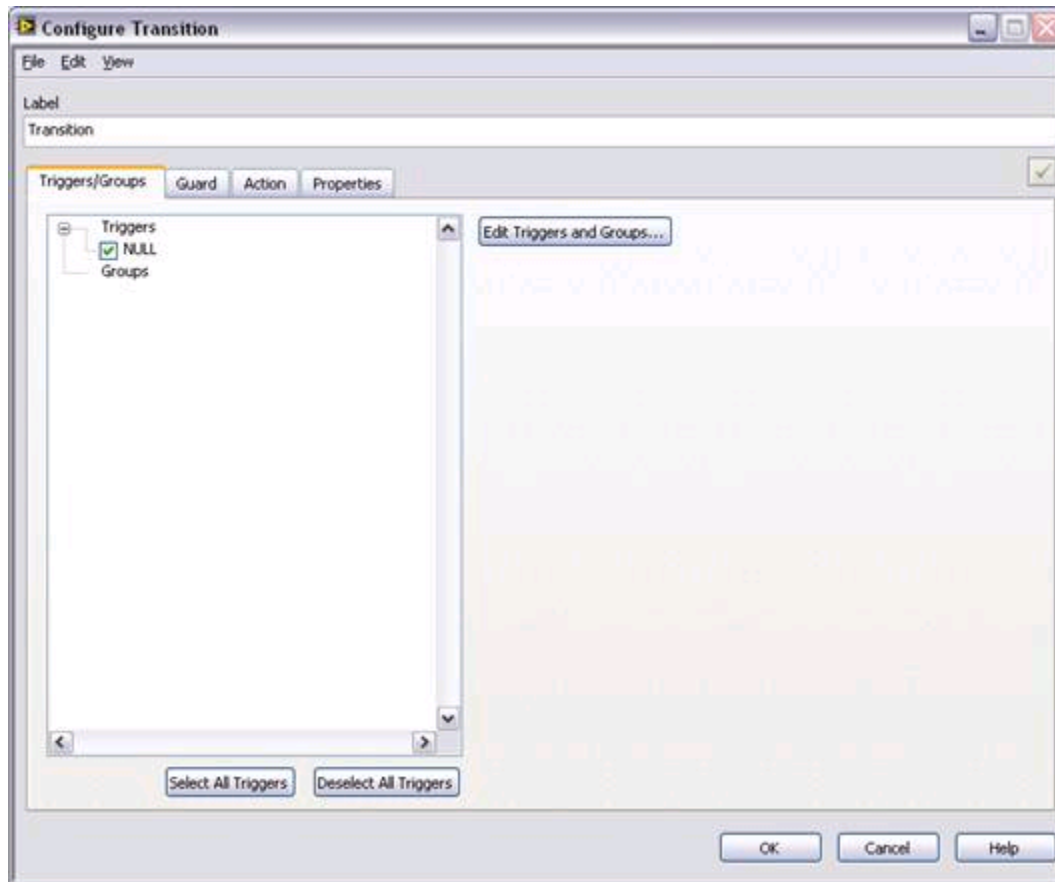 Configure Transition
File Edit View
Label
Transition
Triggers/Groups Guard Action Properties
Triggers
NULL
Groups
Edit Triggers and Groups...
Select All Triggers Deselect All Triggers
OK Cancel Help